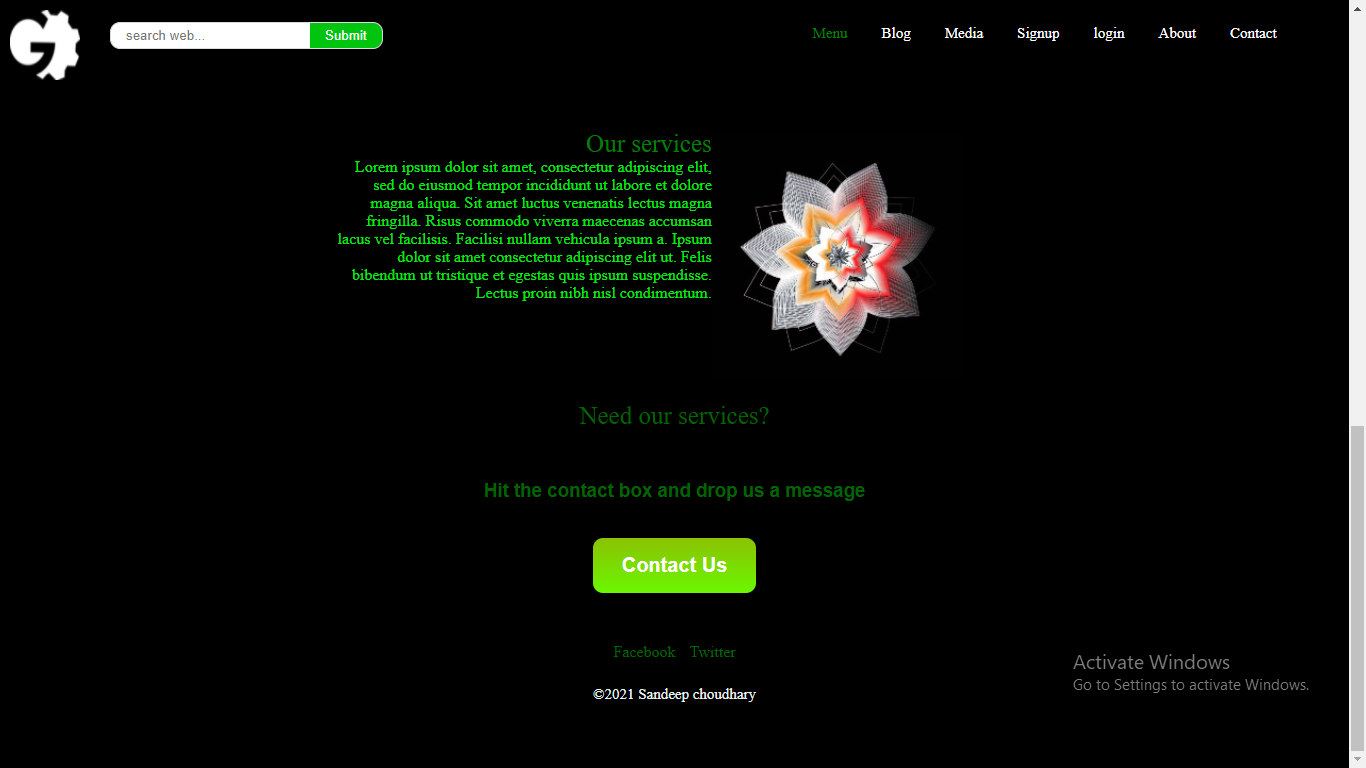 search web...
Submit
Menu Blog Media Signup login About Contact
Our services
Lorem ipsum dolor sit amet, consectetur adipiscing elit,
sed do eiusmod tempor incididunt ut labore et dolore
magna aliqua. Sit amet luctus venenatis lectus magna
fringilla. Risus commodo viverra maecenas accumsan
lacus vel facilisis. Facilisi nullam vehicula ipsum a. Ipsum
dolor sit amet consectetur adipiscing elit ut. Felis
bibendum ut tristique et egestas quis ipsum suspendisse.
Lectus proin nibh nisl condimentum.
Need our services?
Hit the contact box and drop us a message
Contact Us
Facebook Twitter
©2021 Sandeep choudhary
Activate Windows
Go to Settings to activate Windows.